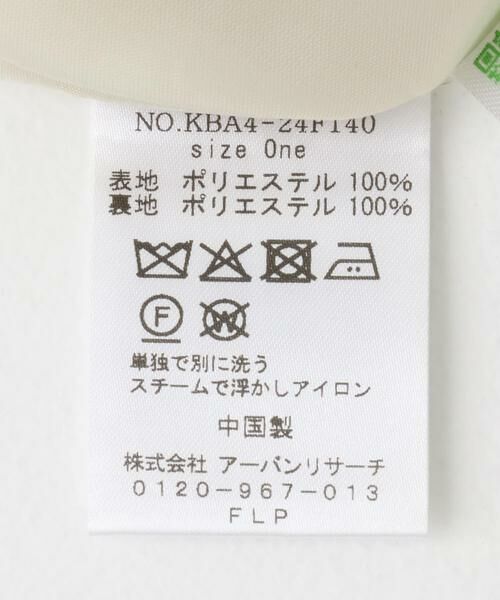 NO.KBA4-24F140
size One
表地 ポリエステル 100%
裏地 ポリエステル 100%
F W
単独で別に洗う
スチームで浮かしアイロン
中国製
株式会社 アーバンリサーチ
0120-967-013
FLP